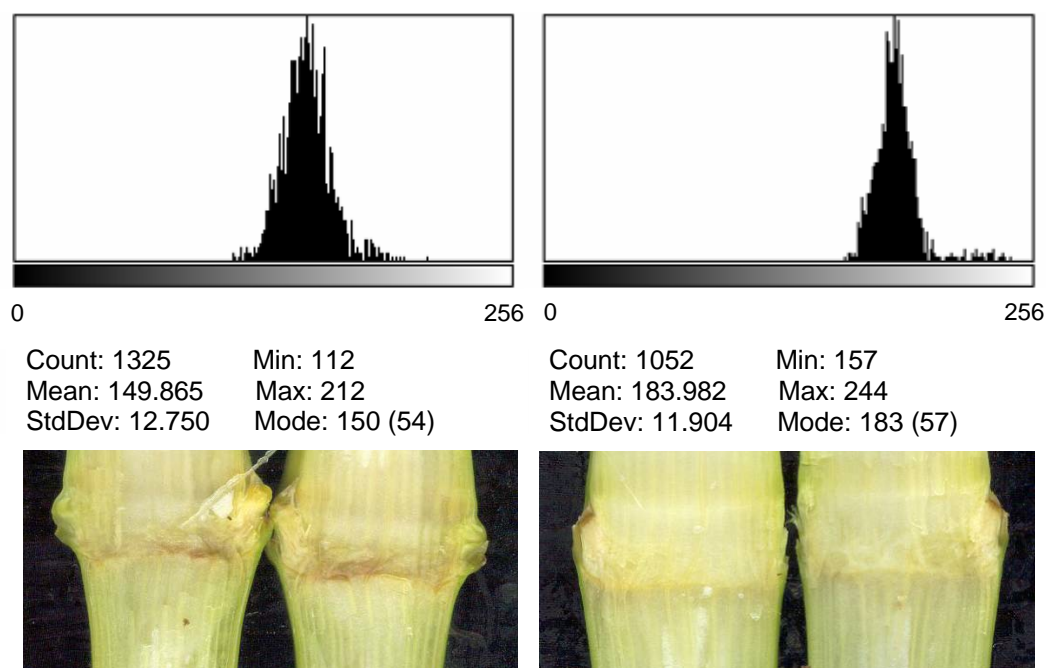 0 256 0 256
Count: 1325 Min: 112 Count: 1052 Min: 157
Mean: 149.865 Max: 212 Mean: 183.982 Max: 244
StdDev: 12.750 Mode: 150 (54) StdDev: 11.904 Mode: 183 (57)